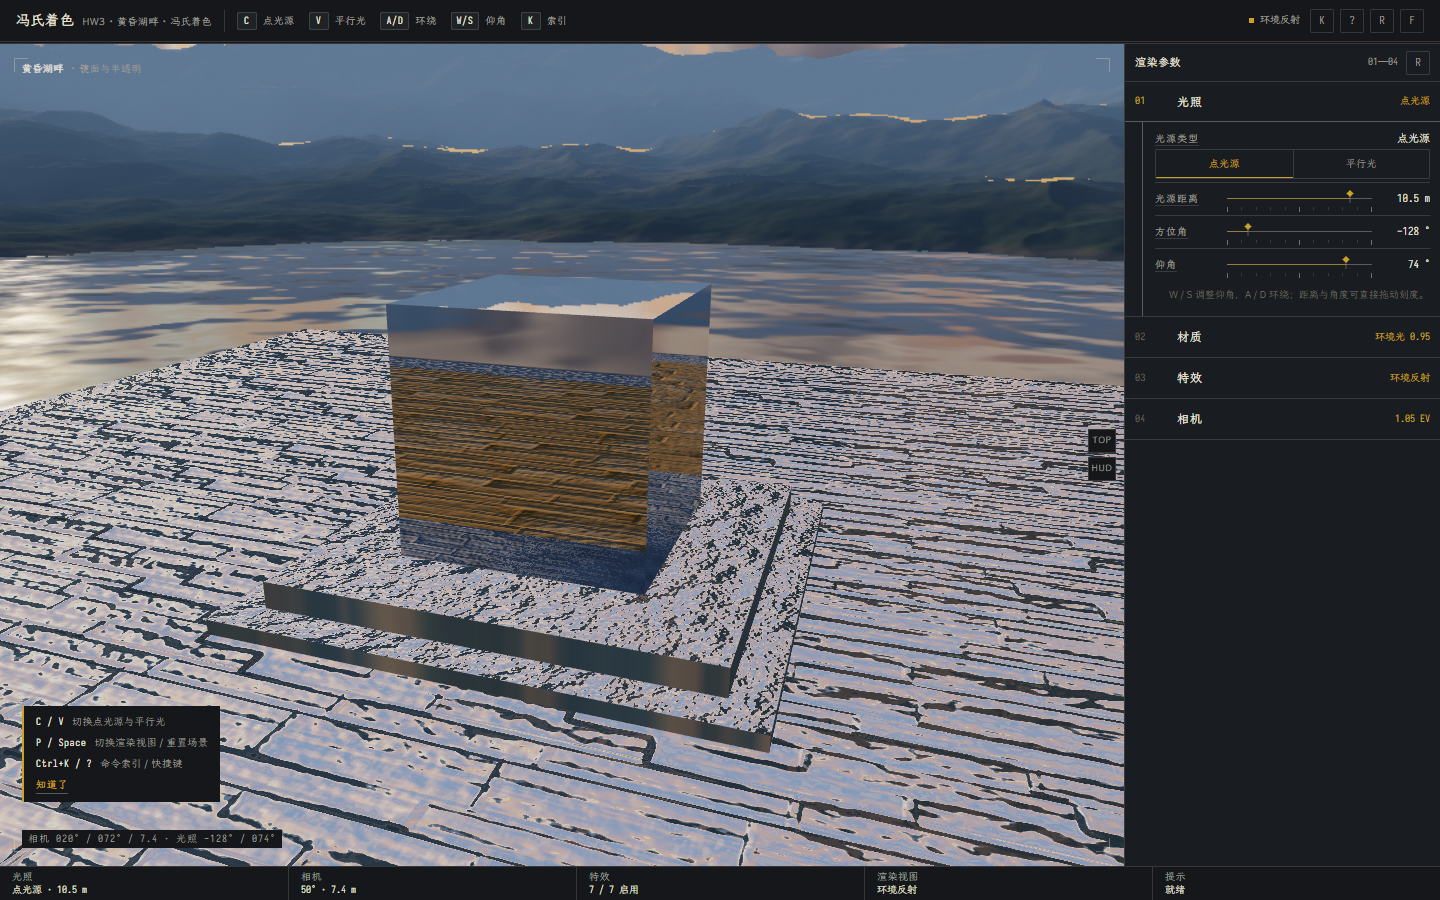 冯氏着色 HW3 · 黄昏湖畔 · 冯氏着色 C 点光源 V 平行光 A/D 环绕 W/S 仰角 K 索引 环境反射 K ? R F
黄昏湖畔 · 镜面与半透明
渲染参数 01—04 R
01 光照 点光源
光源类型 点光源
点光源 平行光
光源距离 10.5 m
方位角 -128 °
仰角 74 °
W / S 调整仰角，A / D 环绕；距离与角度可直接拖动刻度。
02 材质 环境光 0.95
03 特效 环境反射
04 相机 1.05 EV
TOP
HUD
C / V 切换点光源与平行光
P / Space 切换渲染视图 / 重置场景
Ctrl+K / ? 命令索引 / 快捷键
知道了
相机 020° / 072° / 7.4 · 光照 -128° / 074°
光照 相机 特效 渲染视图 提示
点光源 · 10.5 m 50° · 7.4 m 7 / 7 启用 环境反射 就绪